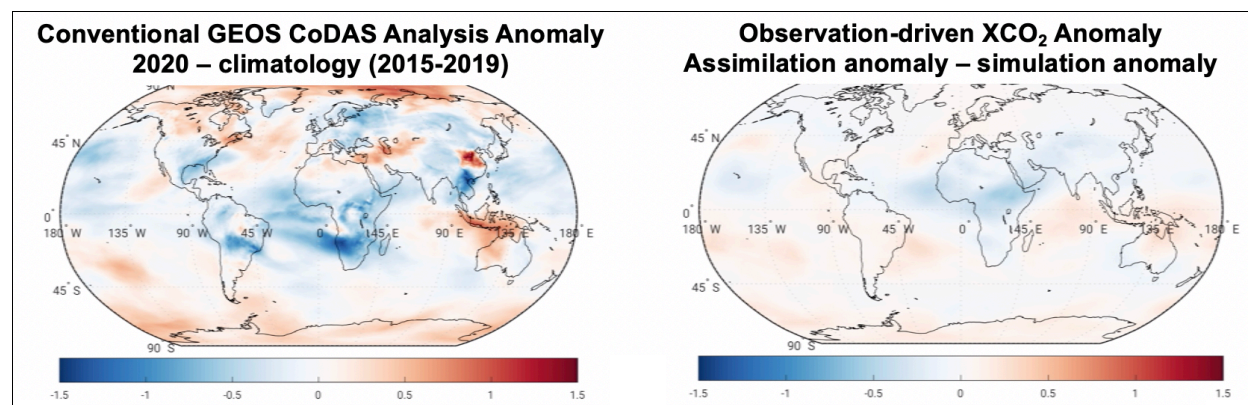 Conventional GEOS CoDAS Analysis Anomaly
2020 – climatology (2015-2019)
90° N
45° N
0°
180° W 135° W 90° W 45° W 0 45° E 90° E 135° E 180° E
45° S
90° S
-1.5 -1 -0.5 0 0.5 1 1.5
Observation-driven XCO₂ Anomaly
Assimilation anomaly – simulation anomaly
45° N
0°
180° W 135° W 90° W 45° W 0 45° E 90° E 135° E 180° E
45° S
90° S
-1.5 -1 -0.5 0 0.5 1 1.5